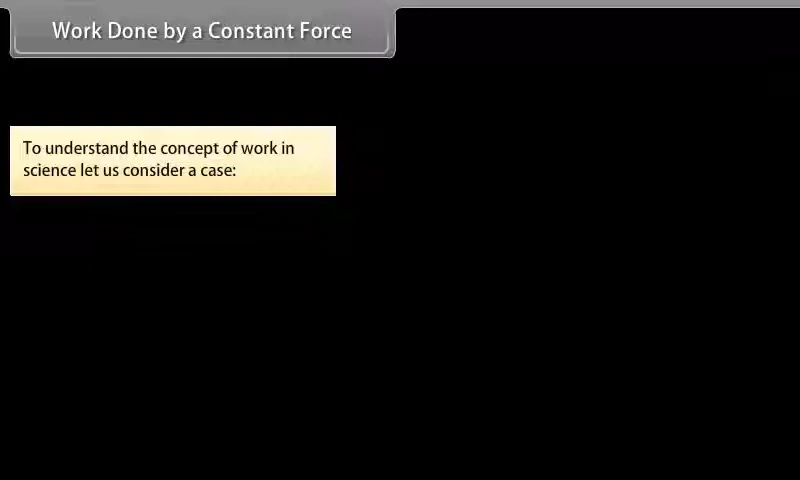 Work Done by a Constant Force
To understand the concept of work in
science let us consider a case: